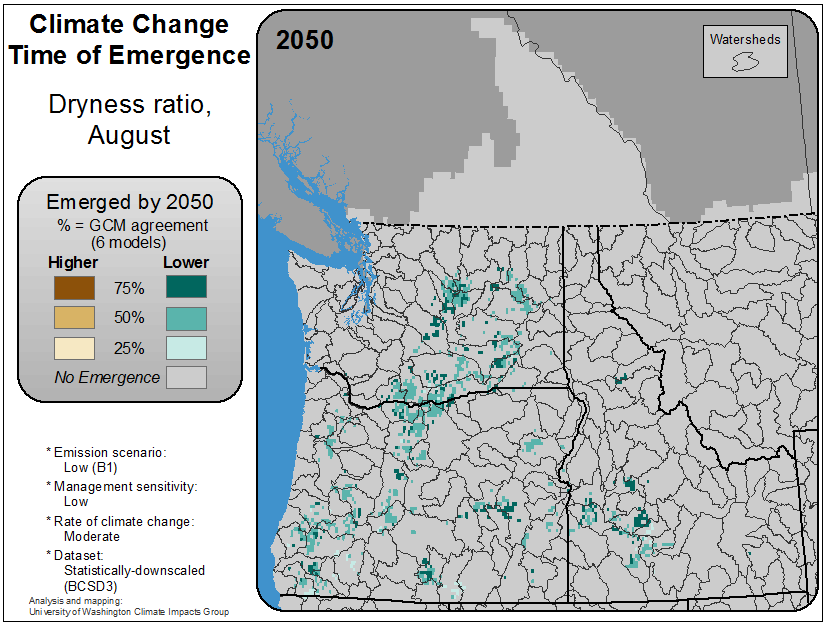 Climate Change
Time of Emergence
Dryness ratio,
August
Emerged by 2050
% = GCM agreement
(6 models)
Higher Lower
75%
50%
25%
No Emergence
* Emission scenario:
Low (B1)
* Management sensitivity:
Low
* Rate of climate change:
Moderate
* Dataset:
Statistically-downscaled
(BCSD3)
Analysis and mapping:
University of Washington Climate Impacts Group
2050
Watersheds